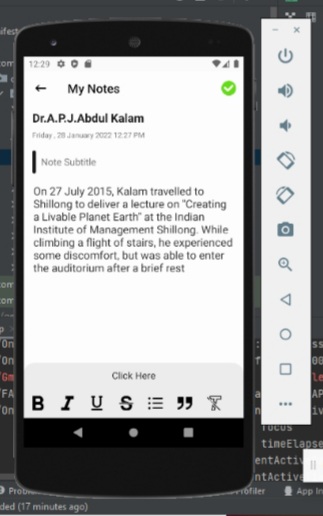 12:29
My Notes
Dr.A.P.J.Abdul Kalam
Friday , 28 January 2022 12:27 PM
Note Subtitle
On 27 July 2015, Kalam travelled to
Shillong to deliver a lecture on "Creating
a Livable Planet Earth" at the Indian
Institute of Management Shillong. While
climbing a flight of stairs, he experienced
some discomfort, but was able to enter
the auditorium after a brief rest
Click Here
B I U S
focus
timeElapse
entActiv
entActiv
Profiler
App In
ded (17 minutes ago)